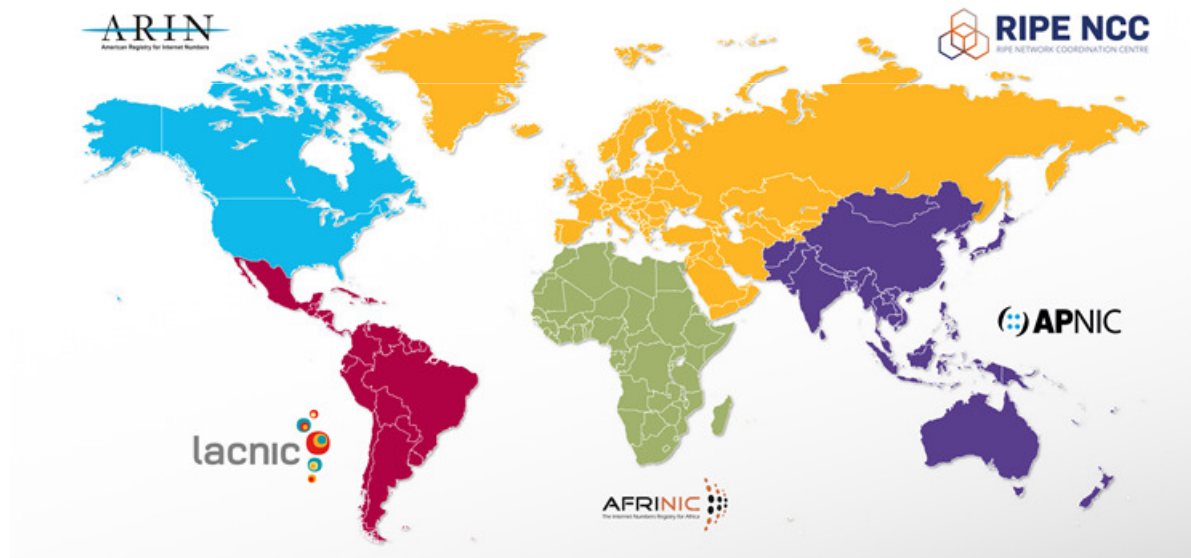 ARIN
American Registry for Internet Numbers
RIPE NCC
RIPE NETWORK COORDINATION CENTRE
APNIC
lacnic
AFRINIC
The Internet Numbers Registry for Africa